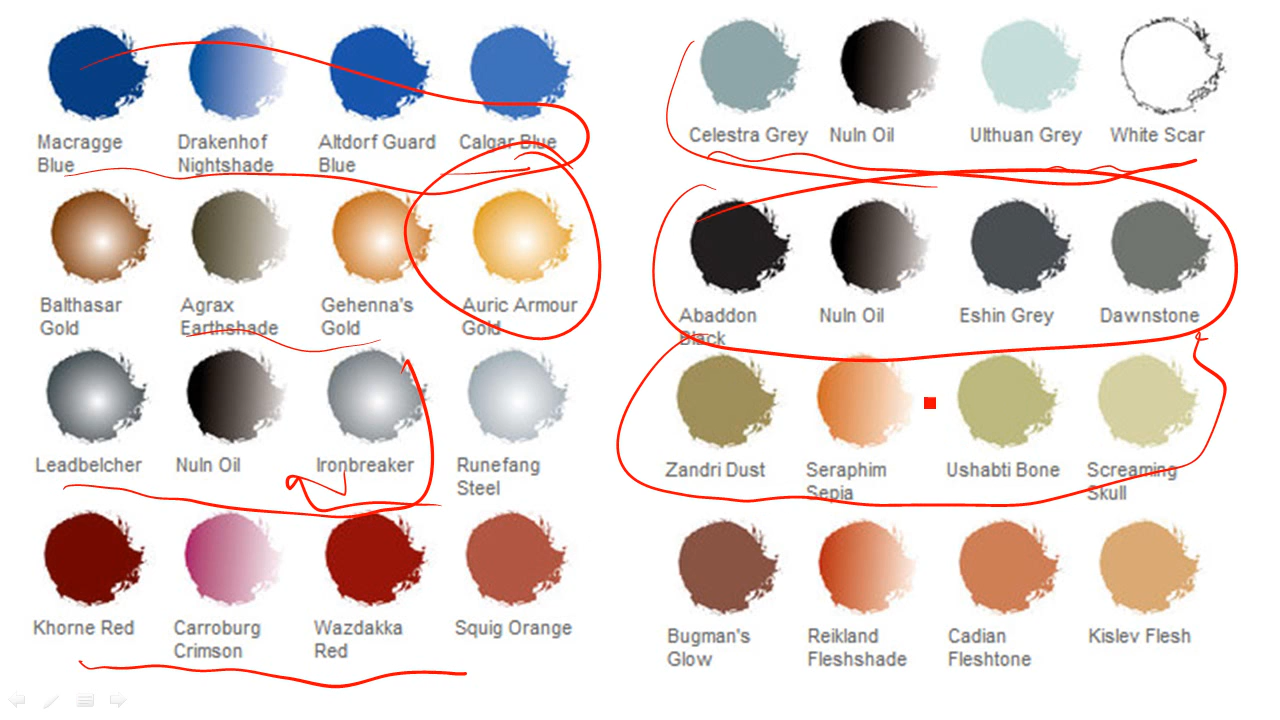 Macragge
Blue
Drakenhof
Nightshade
Altdorf Guard
Blue
Calgar Blue
Celestra Grey
Nuln Oil
Ulthuan Grey
White Scar
Balthasar
Gold
Agrax
Earthshade
Gehenna's
Gold
Auric Armour
Gold
Abaddon
Black
Nuln Oil
Eshin Grey
Dawnstone
Leadbelcher
Nuln Oil
Ironbreaker
Runefang
Steel
Zandri Dust
Seraphim
Sepia
Ushabti Bone
Screaming
Skull
Khorne Red
Carroburg
Crimson
Wazdakka
Red
Squig Orange
Bugman's
Glow
Reikland
Fleshshade
Cadian
Fleshtone
Kislev Flesh